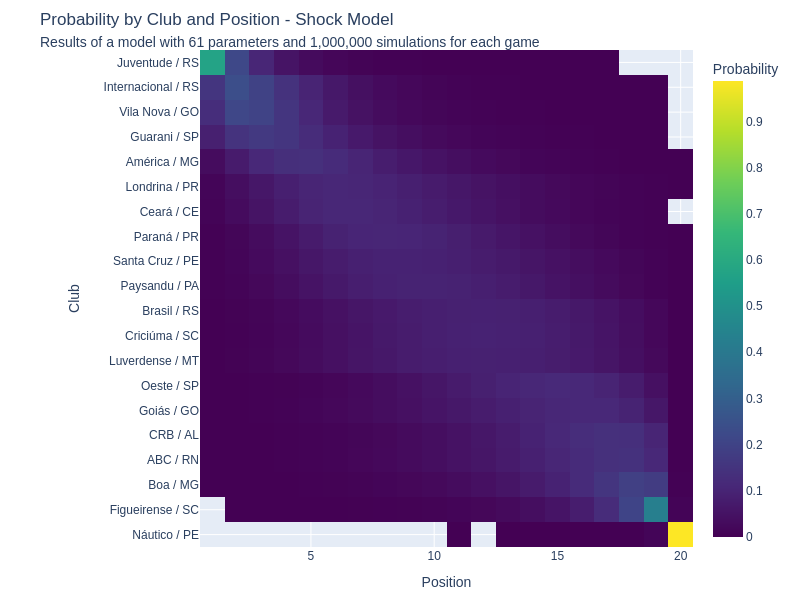 Probability by Club and Position - Shock Model
Results of a model with 61 parameters and 1,000,000 simulations for each game
Probability
Juventude / RS
Internacional / RS
Vila Nova / GO
Guarani / SP
América / MG
Londrina / PR
Ceará / CE
Paraná / PR
Santa Cruz / PE
Paysandu / PA
Brasil / RS
Criciúma / SC
Luverdense / MT
Oeste / SP
Goiás / GO
CRB / AL
ABC / RN
Boa / MG
Figueirense / SC
Náutico / PE
Club
5
10
15
20
Position
0.9
0.8
0.7
0.6
0.5
0.4
0.3
0.2
0.1
0